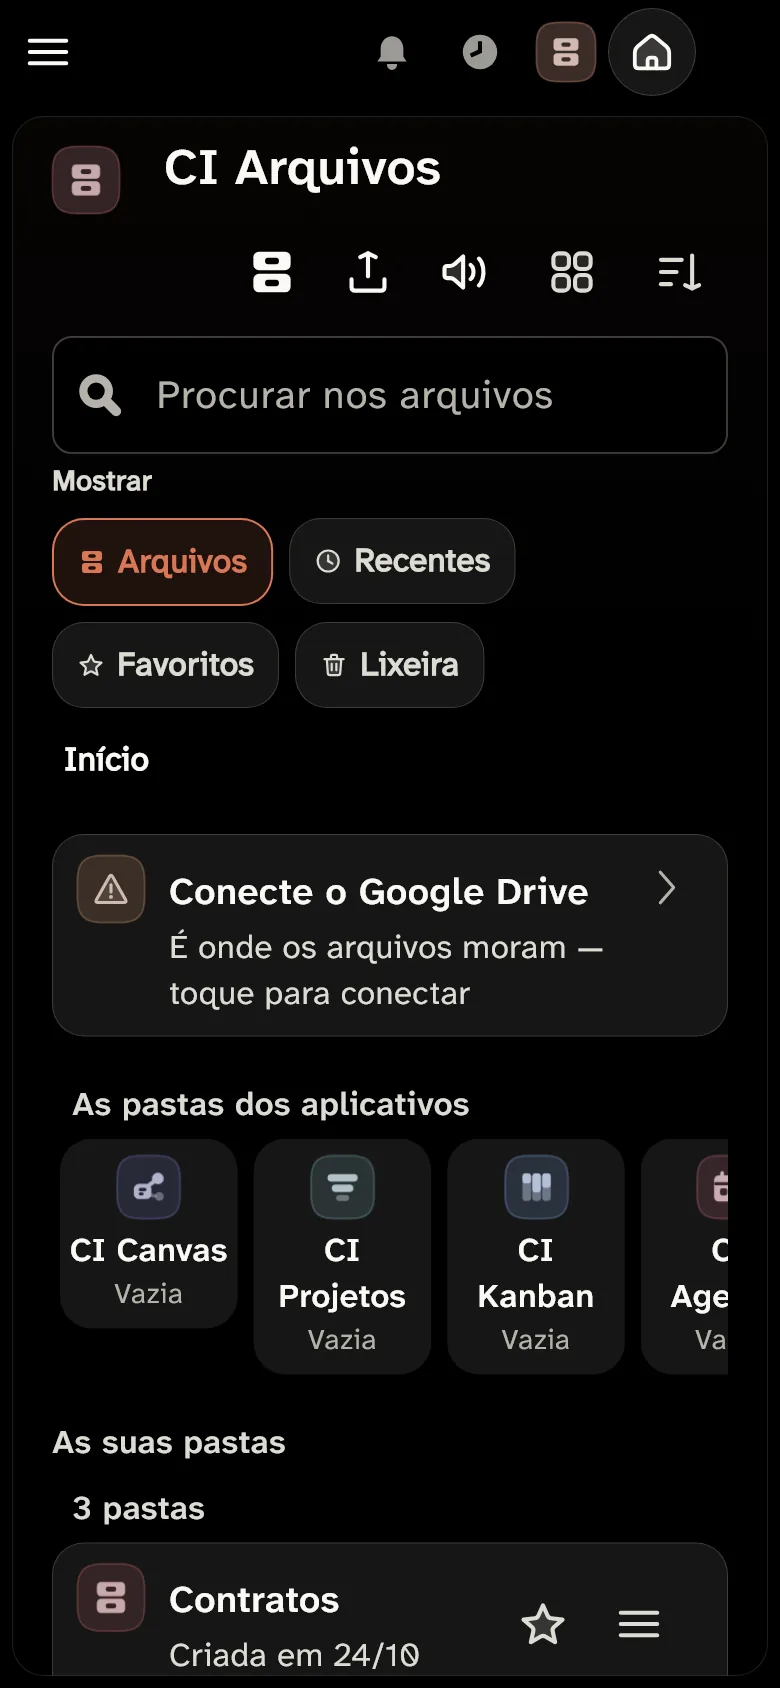 CI Arquivos
Procurar nos arquivos
Mostrar
Arquivos
Recentes
Favoritos
Lixeira
Início
Conecte o Google Drive
É onde os arquivos moram —
toque para conectar
As pastas dos aplicativos
CI Canvas
Vazia
CI
Projetos
Vazia
CI
Kanban
Vazia
As suas pastas
3 pastas
Contratos
Criada em 24/10